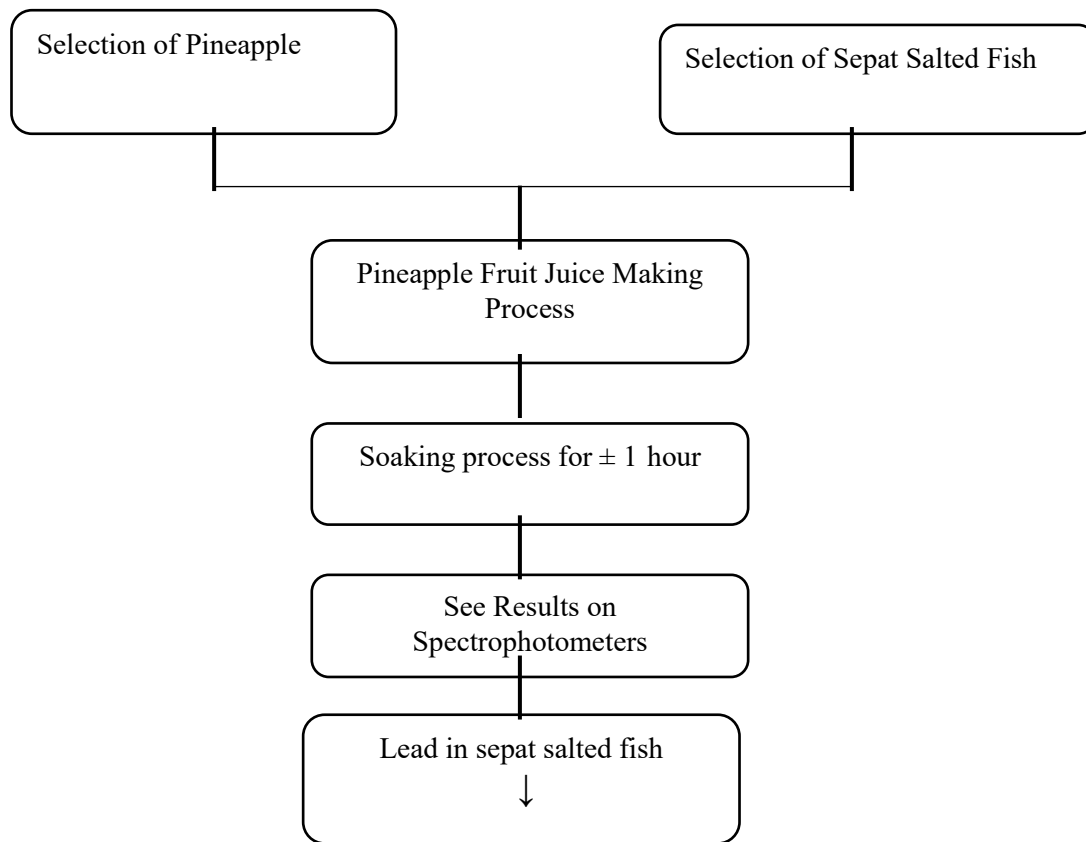 Selection of Pineapple
Selection of Sepat Salted Fish
Pineapple Fruit Juice Making
Process
Soaking process for ± 1 hour
See Results on
Spectrophotometers
Lead in sepat salted fish
↓